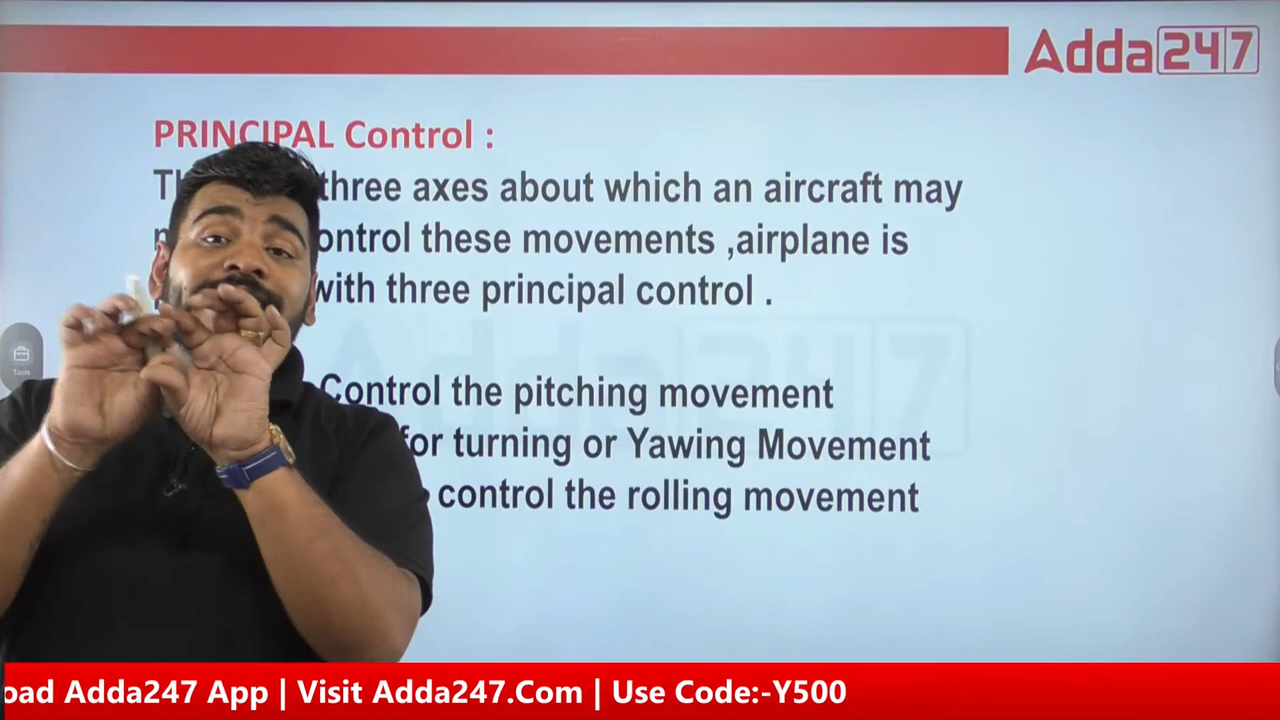 Adda247
PRINCIPAL Control :
three axes about which an aircraft may
ontrol these movements ,airplane is
with three principal control .
Control the pitching movement
for turning or Yawing Movement
control the rolling movement
Tools
oad Adda247 App | Visit Adda247.Com | Use Code:-Y500